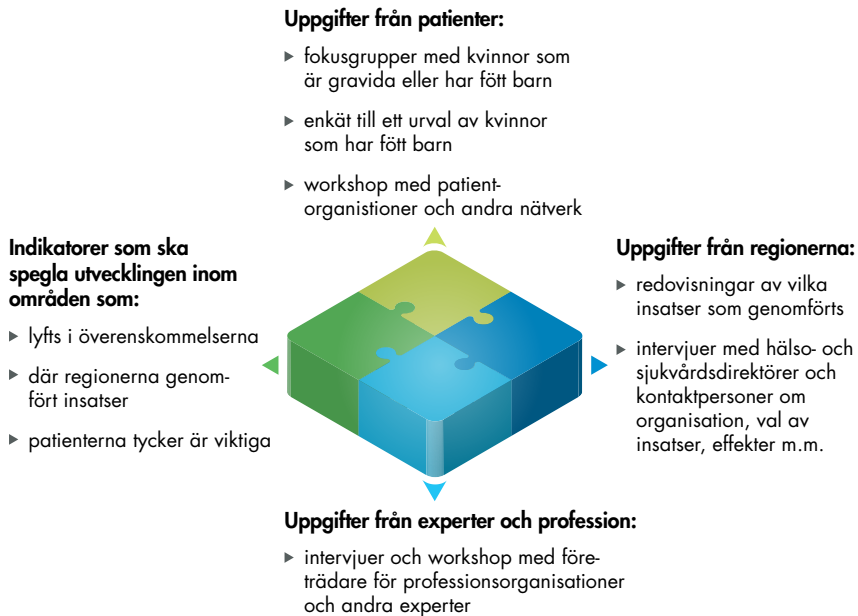 Uppgifter från patienter:
▸ fokusgrupper med kvinnor som
är gravida eller har fött barn
▸ enkät till ett urval av kvinnor
som har fött barn
▸ workshop med patient-
organistioner och andra nätverk
Indikatorer som ska
spegla utvecklingen inom
områden som:
▸ lyfts i överenskommelserna
▸ där regionerna genom-
fört insatser
▸ patienterna tycker är viktiga
Uppgifter från regionerna:
▸ redovisningar av vilka
insatser som genomförts
▸ intervjuer med hälso- och
sjukvårdsdirektörer och
kontaktpersoner om
organisation, val av
insatser, effekter m.m.
Uppgifter från experter och profession:
▸ intervjuer och workshop med före-
trädare för professionsorganisationer
och andra experter